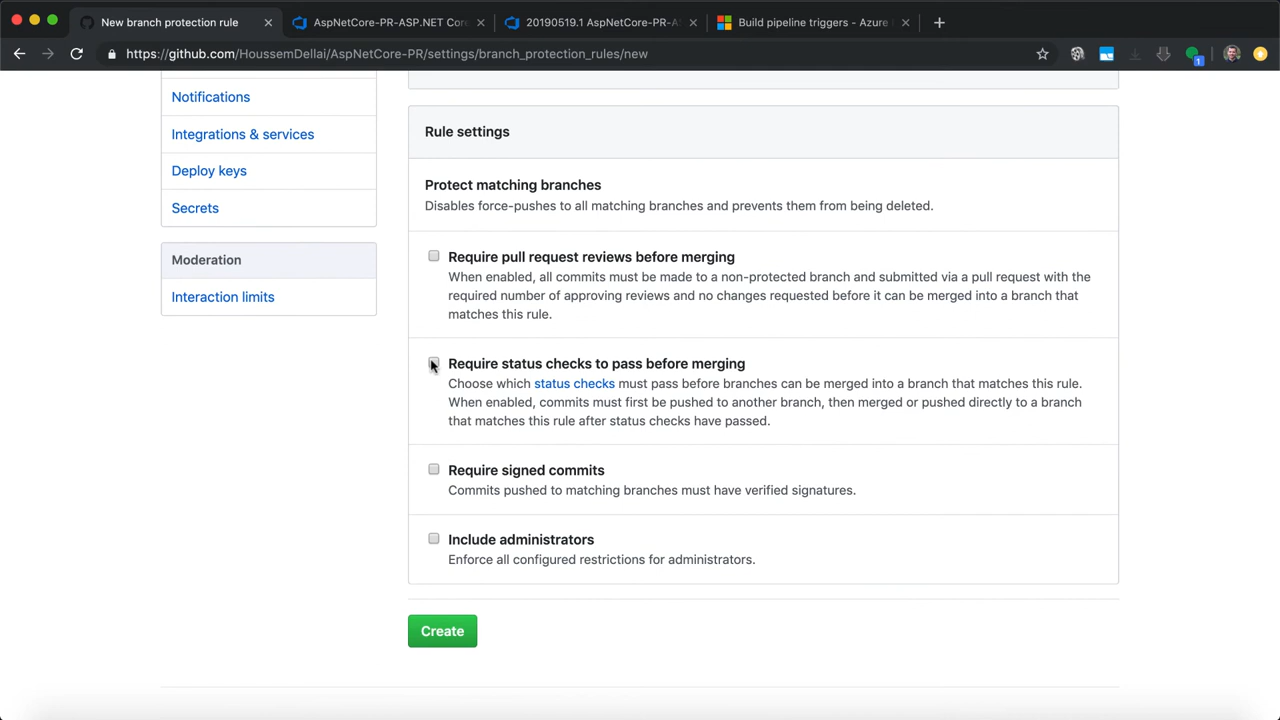 New branch protection rule
AspNetCore-PR-ASP.NET Cor
20190519.1 AspNetCore-PR-A
Build pipeline triggers - Azure
https://github.com/HoussemDellai/AspNetCore-PR/settings/branch_protection_rules/new
1
Notifications
Integrations & services
Deploy keys
Secrets
Moderation
Interaction limits
Rule settings
Protect matching branches
Disables force-pushes to all matching branches and prevents them from being deleted.
Require pull request reviews before merging
When enabled, all commits must be made to a non-protected branch and submitted via a pull request with the
required number of approving reviews and no changes requested before it can be merged into a branch that
matches this rule.
Require status checks to pass before merging
Choose which status checks must pass before branches can be merged into a branch that matches this rule.
When enabled, commits must first be pushed to another branch, then merged or pushed directly to a branch
that matches this rule after status checks have passed.
Require signed commits
Commits pushed to matching branches must have verified signatures.
Include administrators
Enforce all configured restrictions for administrators.
Create